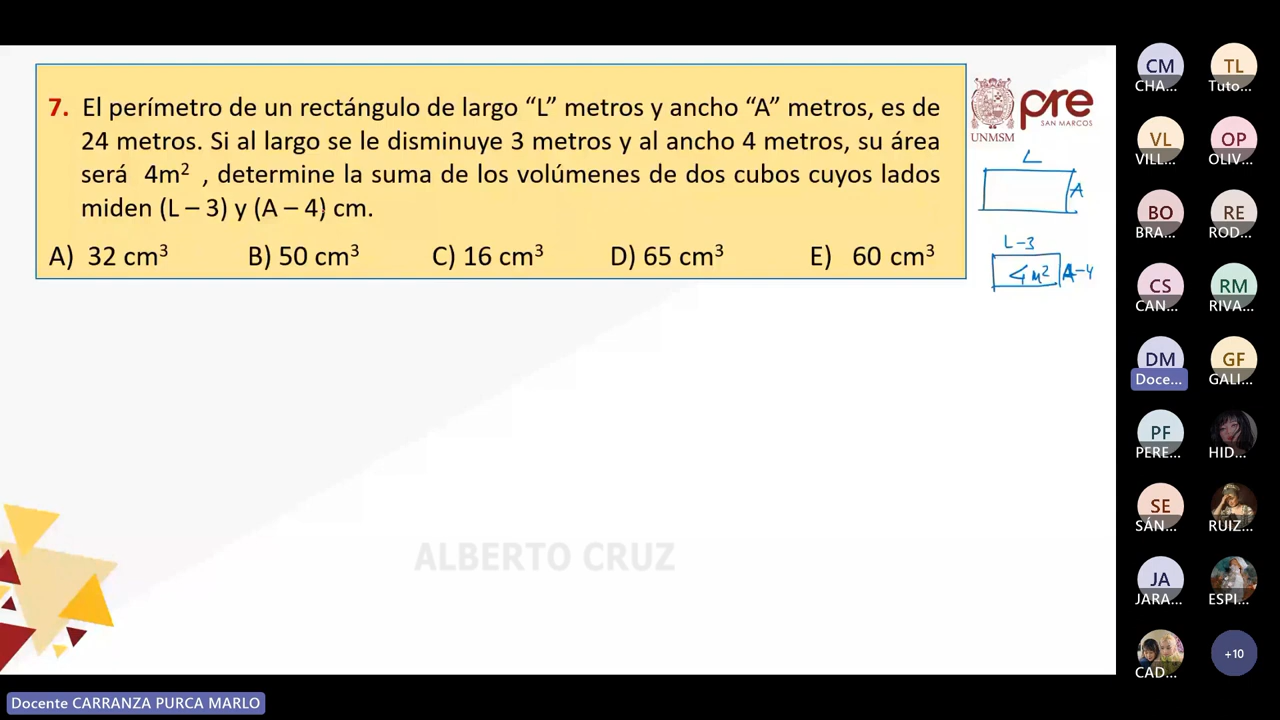 7. El perímetro de un rectángulo de largo “L” metros y ancho “A” metros, es de
24 metros. Si al largo se le disminuye 3 metros y al ancho 4 metros, su área
será 4m² , determine la suma de los volúmenes de dos cubos cuyos lados
miden (L – 3) y (A – 4) cm.
A) 32 cm³ B) 50 cm³ C) 16 cm³ D) 65 cm³ E) 60 cm³
UNMSM
pre
SAN MARCOS
L
A
L-3
4m² A-4
ALBERTO CRUZ
CM TL
CHA... Tuto...
VL OP
VILL... OLIV...
BO RE
BRA... ROD...
CS RM
CAN... RIVA...
DM GF
Doce... GALI...
PF
PERE... HID...
SE
SÁN... RUIZ...
JA
JARA... ESPI...
+10
CAD...
Docente CARRANZA PURCA MARLO